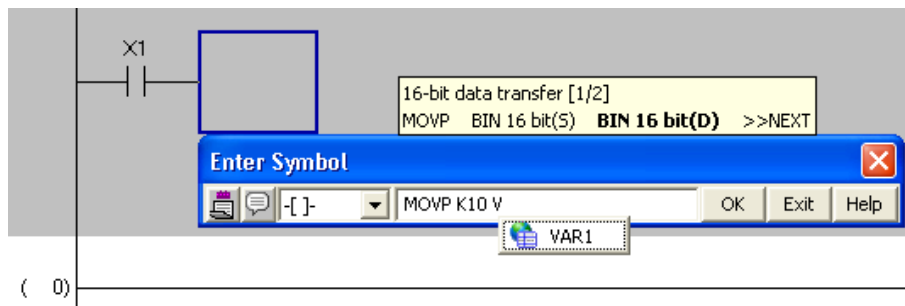 X1
16-bit data transfer [1/2]
MOVP BIN 16 bit(S) BIN 16 bit(D) >>NEXT
Enter Symbol
-[ ]- MOVP K10 V OK Exit Help
VAR1
( 0)